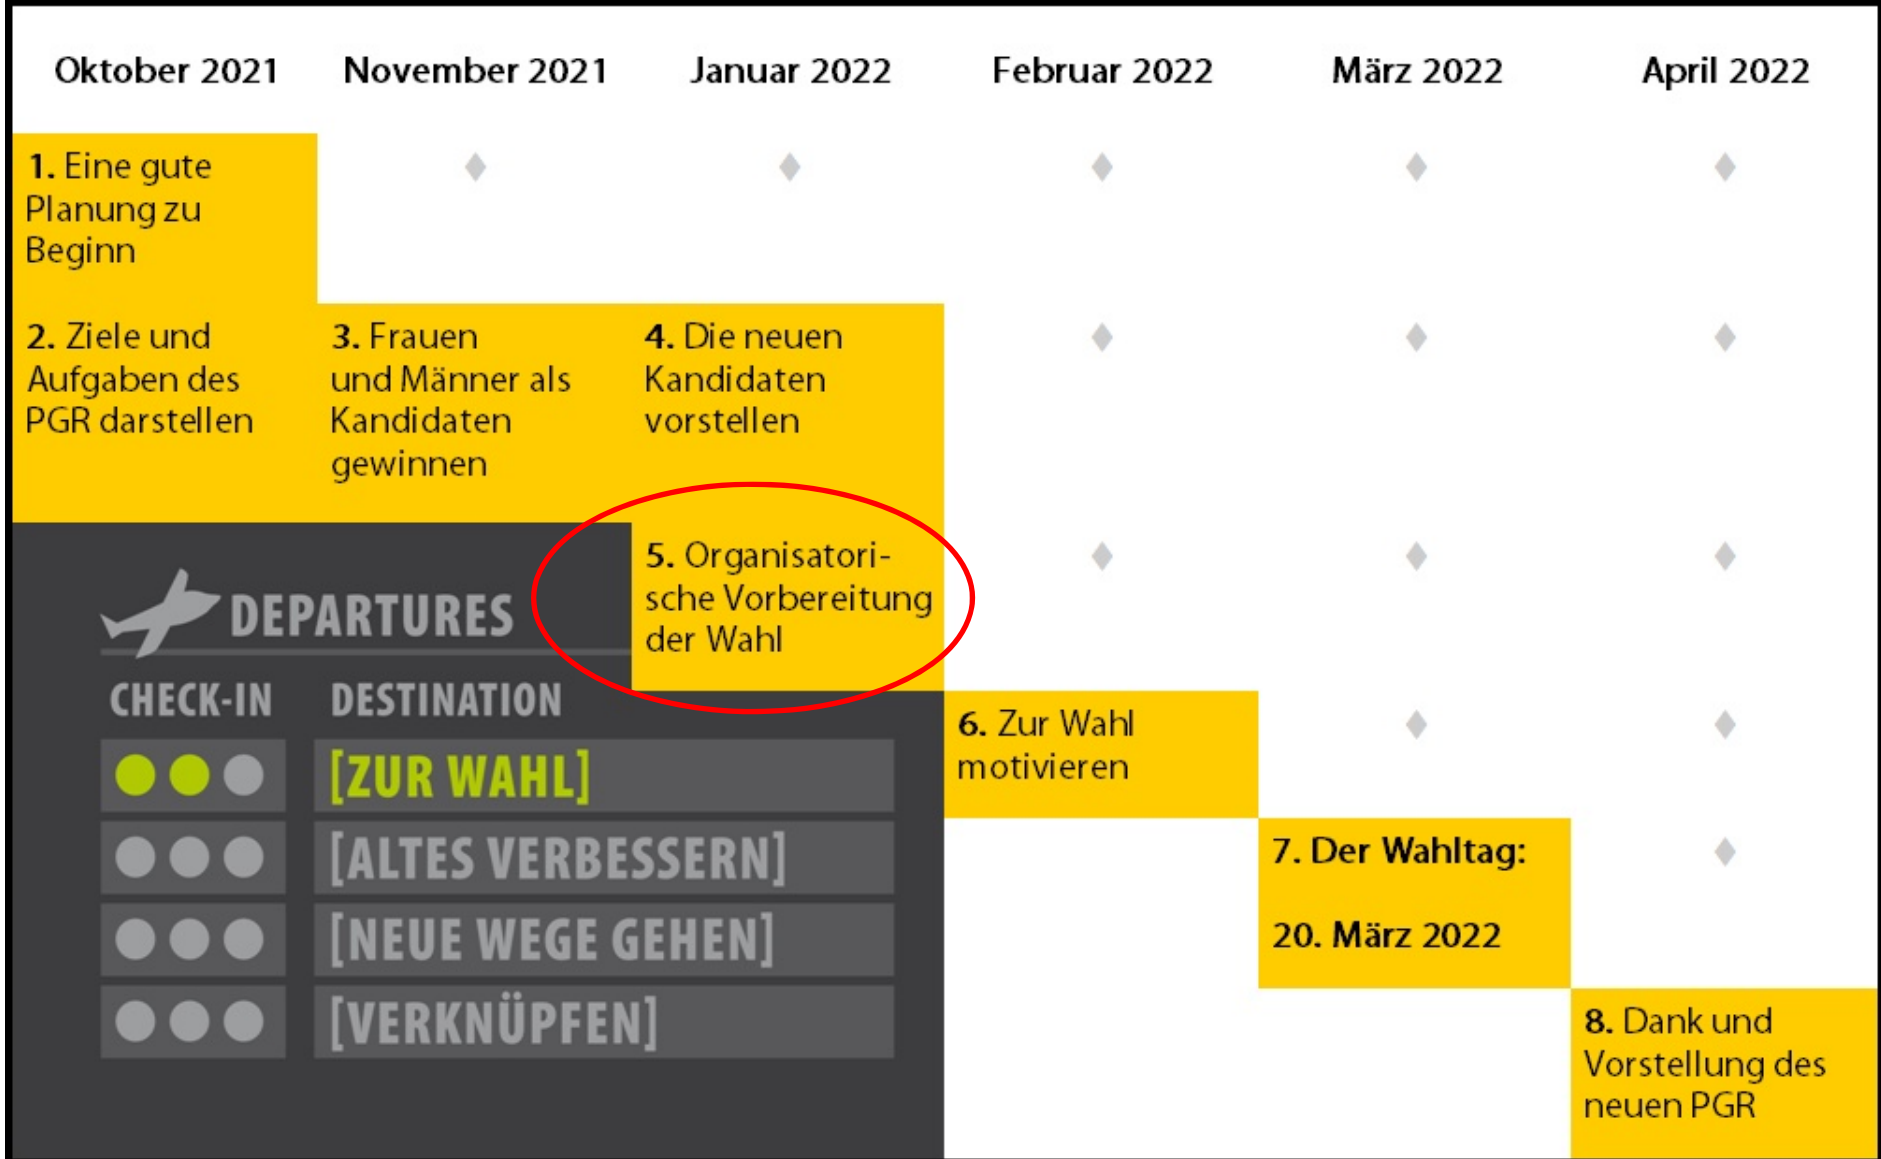 Oktober 2021
November 2021
Januar 2022
Februar 2022
März 2022
April 2022
1. Eine gute
Planung zu
Beginn
2. Ziele und
Aufgaben des
PGR darstellen
3. Frauen
und Männer als
Kandidaten
gewinnen
4. Die neuen
Kandidaten
vorstellen
5. Organisatori-
sche Vorbereitung
der Wahl
DEPARTURES
CHECK-IN
DESTINATION
[ZUR WAHL]
[ALTES VERBESSERN]
[NEUE WEGE GEHEN]
[VERKNÜPFEN]
6. Zur Wahl
motivieren
7. Der Wahltag:
20. März 2022
8. Dank und
Vorstellung des
neuen PGR